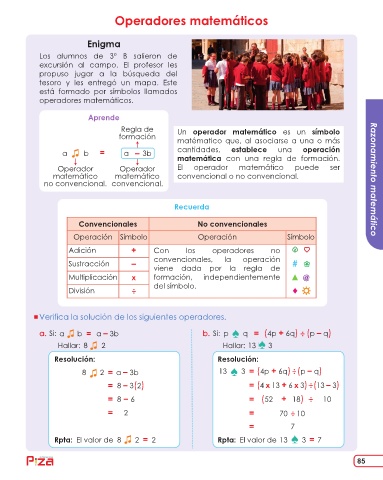 Operadores matemáticos
Enigma
Los alumnos de 3° B salieron de
excursión al campo. El profesor les
propuso jugar a la búsqueda del
tesoro y les entregó un mapa. Este
está formado por símbolos llamados
operadores matemáticos.
Aprende
Regla de
formación
↑
a 🎵 b = a − 3b
↓ ↓
Operador Operador
matemático matemático
no convencional. convencional.
Un operador matemático es un símbolo
matemático que, al asociarse a una o más
cantidades, establece una operación
matemática con una regla de formación.
El operador matemático puede ser
convencional o no convencional.
Razonamiento matemático
Recuerda
Convencionales No convencionales
Operación Símbolo Operación Símbolo
Adición +
Sustracción −
Multiplicación x
División ÷
Con los operadores no
convencionales, la operación
viene dada por la regla de
formación, independientemente
del símbolo.
♡
#
▲ @
♦
Verifica la solución de los siguientes operadores.
a. Si: a 🎵 b = a − 3b
Hallar: 8 🎵 2
Resolución:
8 🎵 2 = a − 3b
= 8 − 3(2)
= 8 − 6
= 2
Rpta: El valor de 8 🎵 2 = 2
b. Si: p ♠ q = (4p + 6q) ÷ (p − q)
Hallar: 13 ♠ 3
Resolución:
13 ♠ 3 = (4p + 6q) ÷ (p − q)
= (4 x 13 + 6 x 3) ÷ (13 − 3)
= (52 + 18) ÷ 10
= 70 ÷ 10
= 7
Rpta: El valor de 13 ♠ 3 = 7
Piza
85